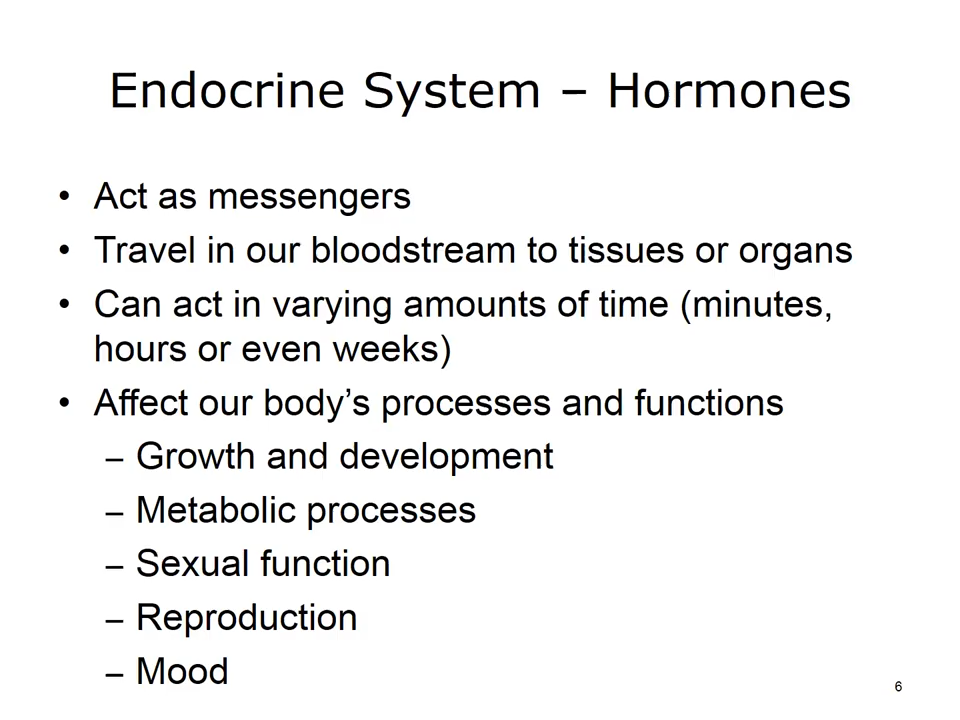 Endocrine System – Hormones
• Act as messengers
• Travel in our bloodstream to tissues or organs
• Can act in varying amounts of time (minutes,
hours or even weeks)
• Affect our body’s processes and functions
– Growth and development
– Metabolic processes
– Sexual function
– Reproduction
– Mood
6